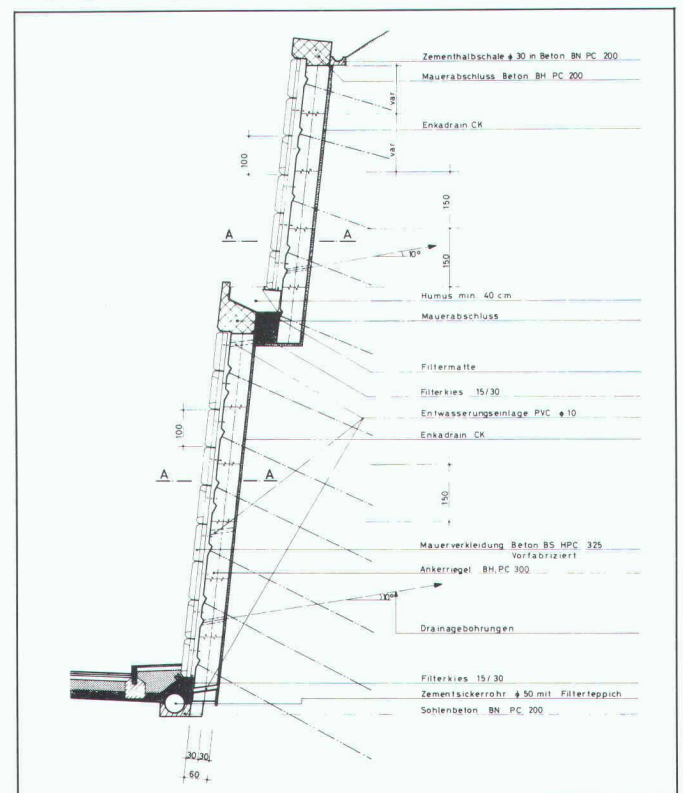 Zementhalbschale ϕ 30 in Beton BN PC 200
Mauerabschluss Beton BH PC 200
var
Enkadrain CK
var
100
150
A A
150
10°
Humus min. 40 cm
Mauerabschluss
Filtermatte
Filterkies 15/30
Entwasserungseinlage PVC ϕ 10
100
Enkadrain CK
A A
150
Mauerverkleidung Beton BS HPC 325
Vorfabriziert
Ankerriegel BH, PC 300
10°
Drainagebohrungen
Filterkies 15/30
Zementsickerrohr ϕ 50 mit Filterteppich
Sohlenbeton BN PC 200
30 30
60